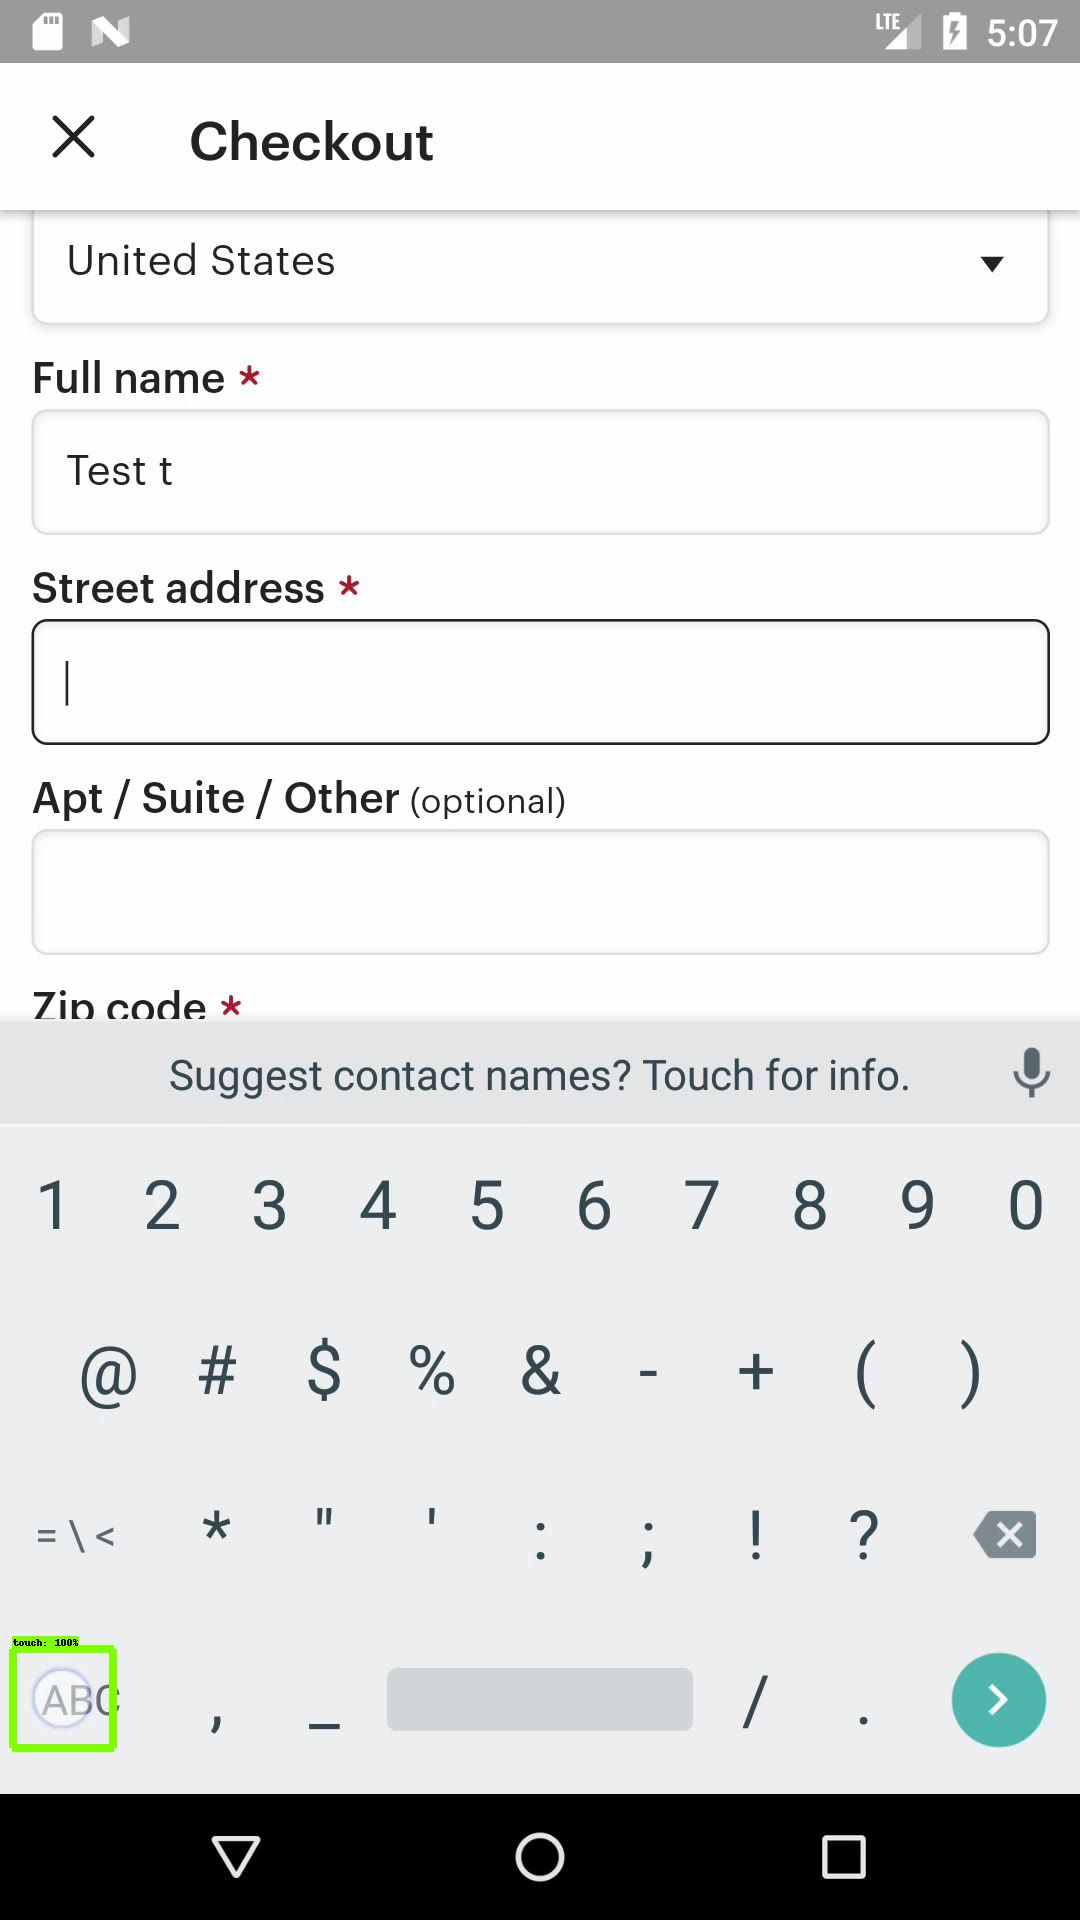 LTE 5:07
Checkout
United States
Full name *
Test t
Street address *
Apt / Suite / Other (optional)
Zip code *
Suggest contact names? Touch for info.
1 2 3 4 5 6 7 8 9 0
@ # $ % & - + ( )
= \ < * " ' : ; ! ?
touch: 100%
ABC , _ / .